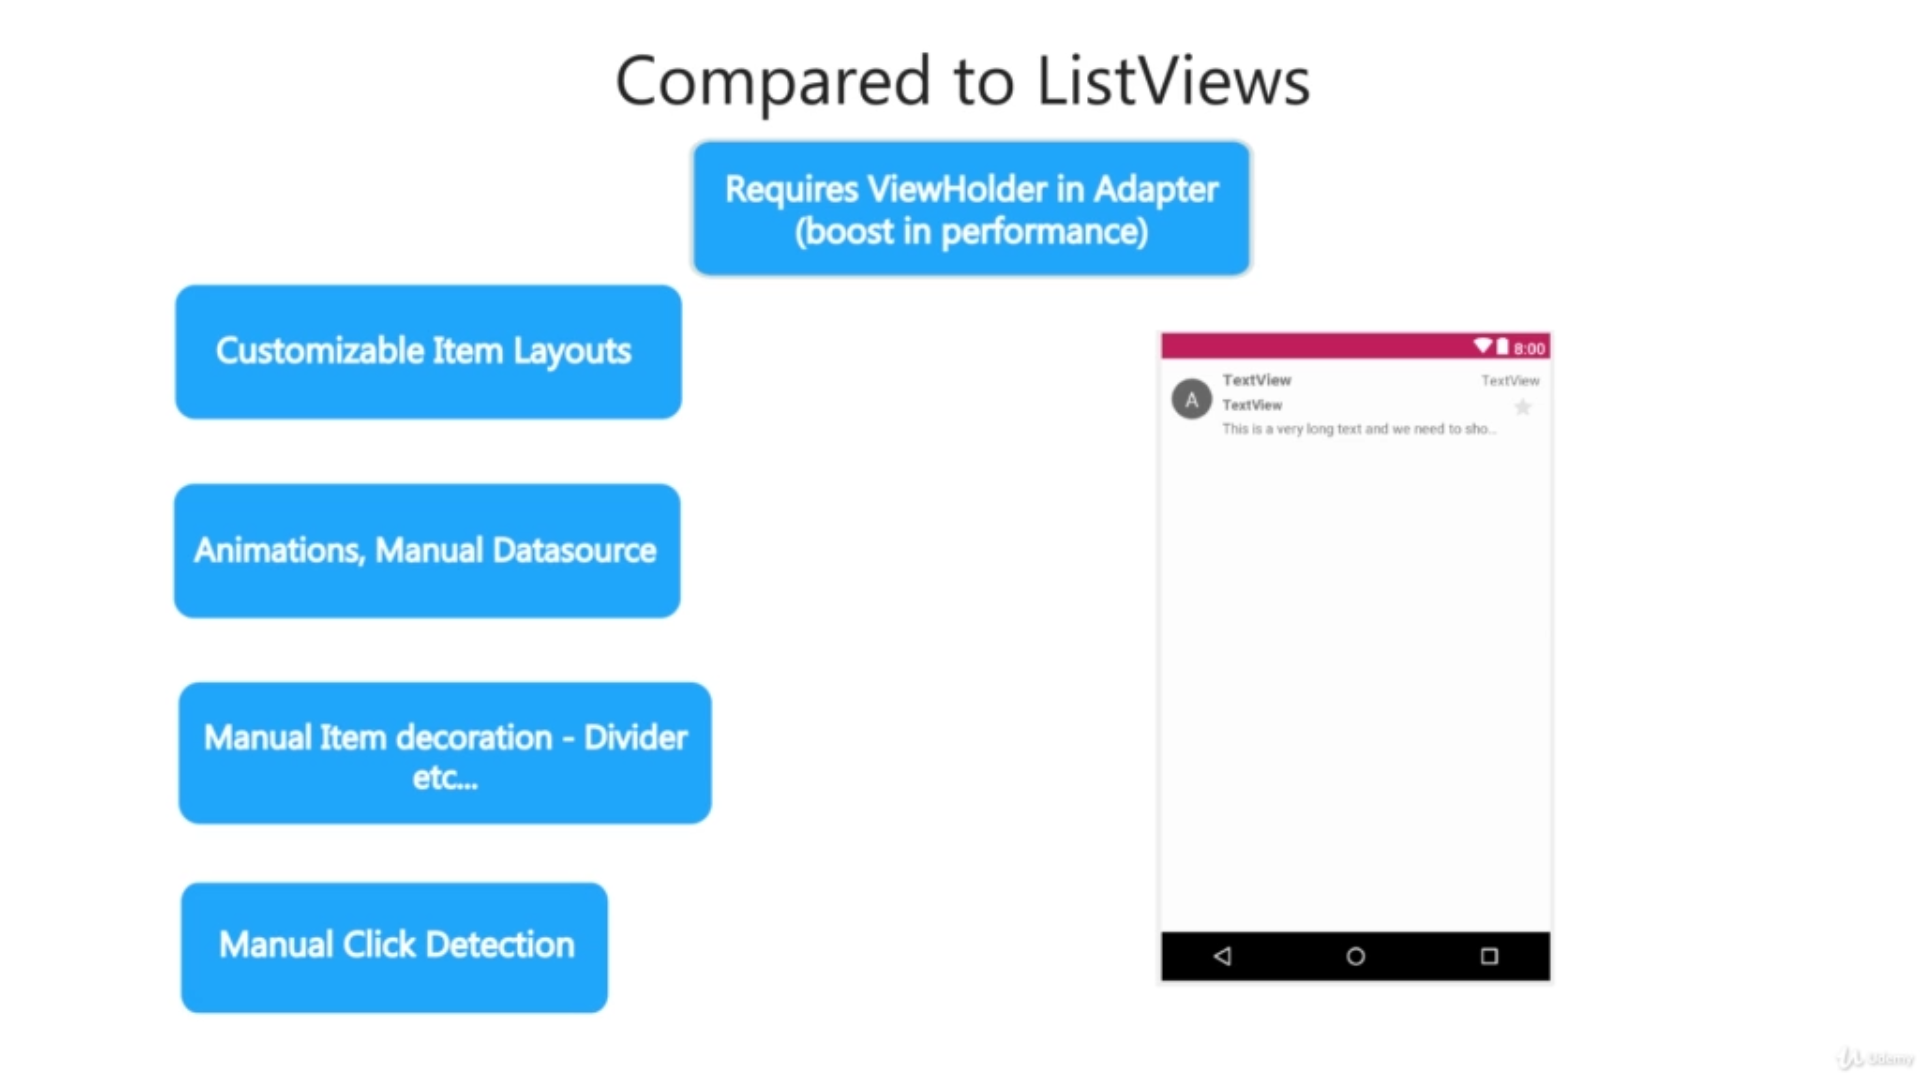 Compared to ListViews
Requires ViewHolder in Adapter
(boost in performance)
Customizable Item Layouts
Animations, Manual Datasource
Manual Item decoration - Divider
etc...
Manual Click Detection
8:00
A
TextView
TextView
TextView
This is a very long text and we need to sho...
Udemy